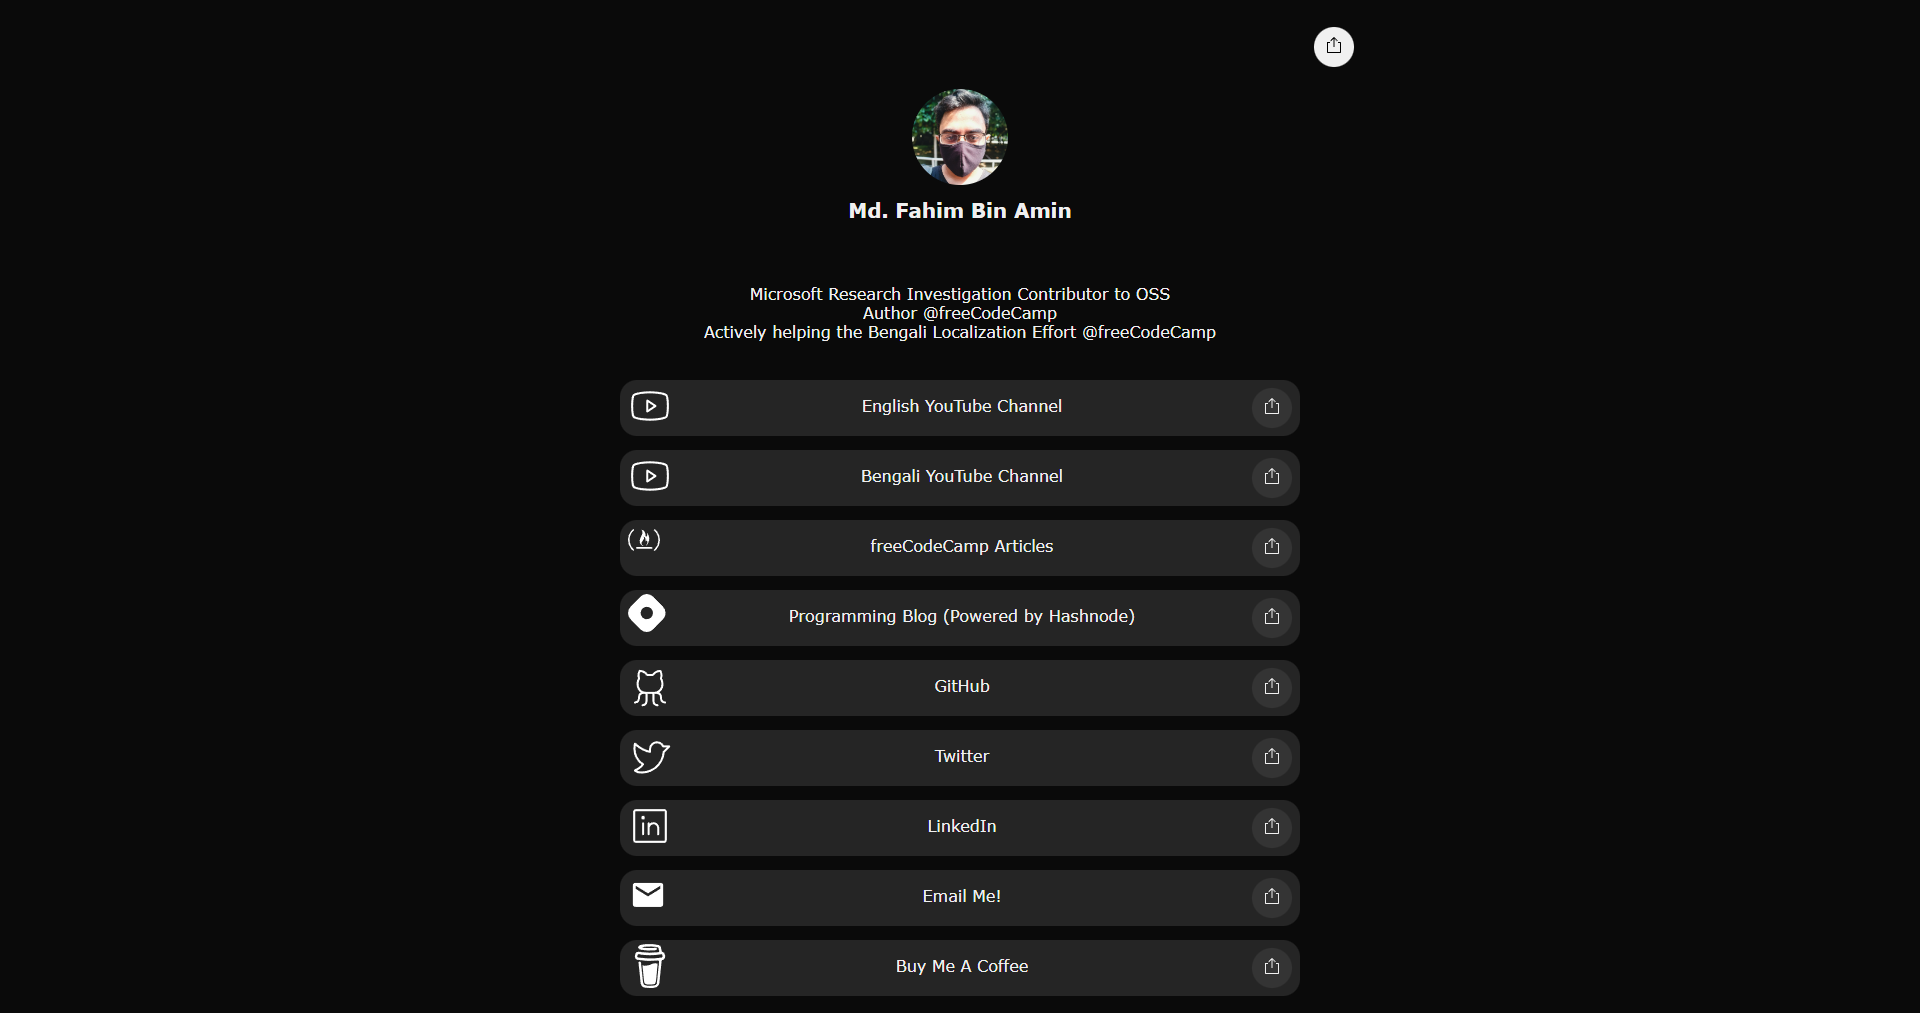 Md. Fahim Bin Amin
Microsoft Research Investigation Contributor to OSS
Author @freeCodeCamp
Actively helping the Bengali Localization Effort @freeCodeCamp
English YouTube Channel
Bengali YouTube Channel
freeCodeCamp Articles
Programming Blog (Powered by Hashnode)
GitHub
Twitter
in
LinkedIn
Email Me!
Buy Me A Coffee